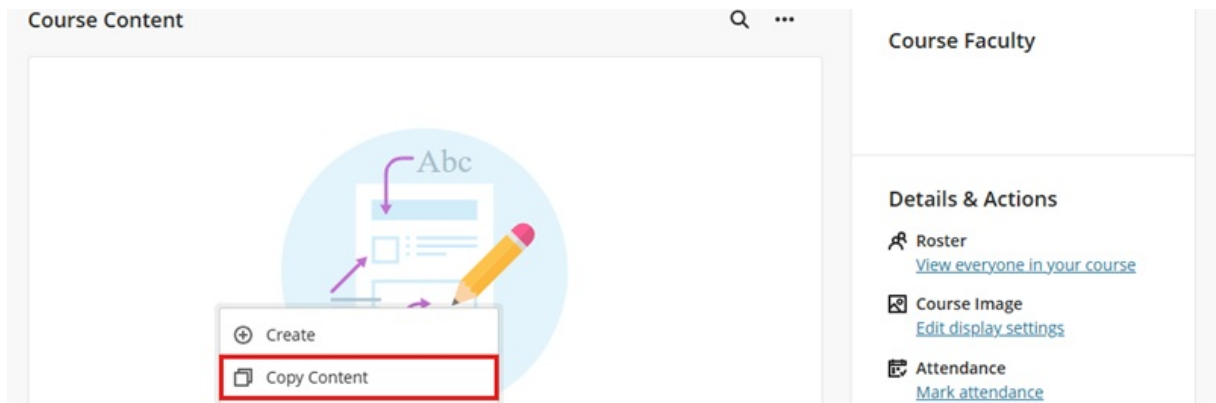 Course Content
Abc
Create
Copy Content
Course Faculty
Details & Actions
Roster
View everyone in your course
Course Image
Edit display settings
Attendance
Mark attendance